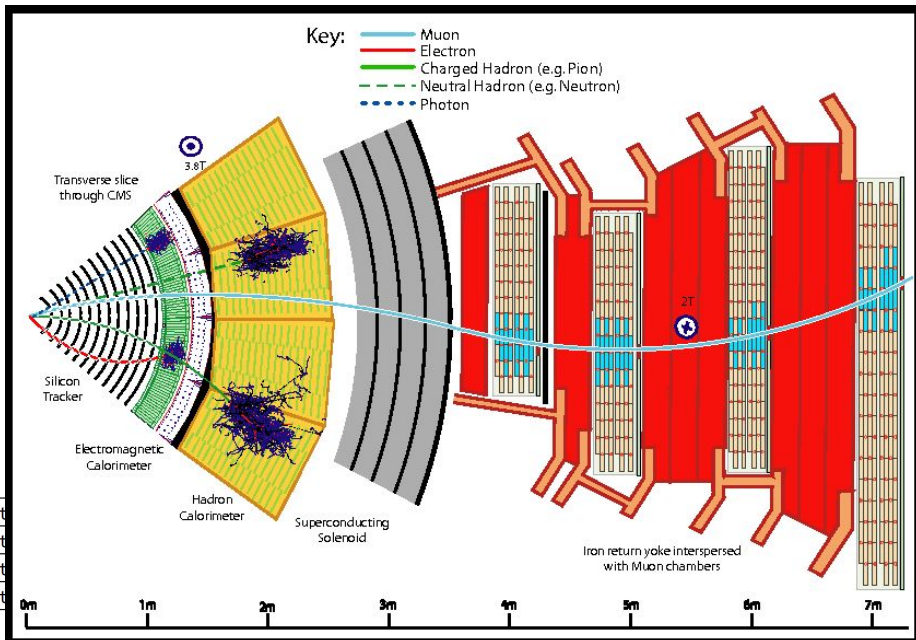 Key:
Muon
Electron
Charged Hadron (e.g. Pion)
Neutral Hadron (e.g. Neutron)
Photon
3.8T
Transverse slice
through CMS
2T
Silicon
Tracker
Electromagnetic
Calorimeter
Hadron
Calorimeter
Superconducting
Solenoid
Iron return yoke interspersed
with Muon chambers
t
t
t
t
0m 1m 2m 3m 4m 5m 6m 7m